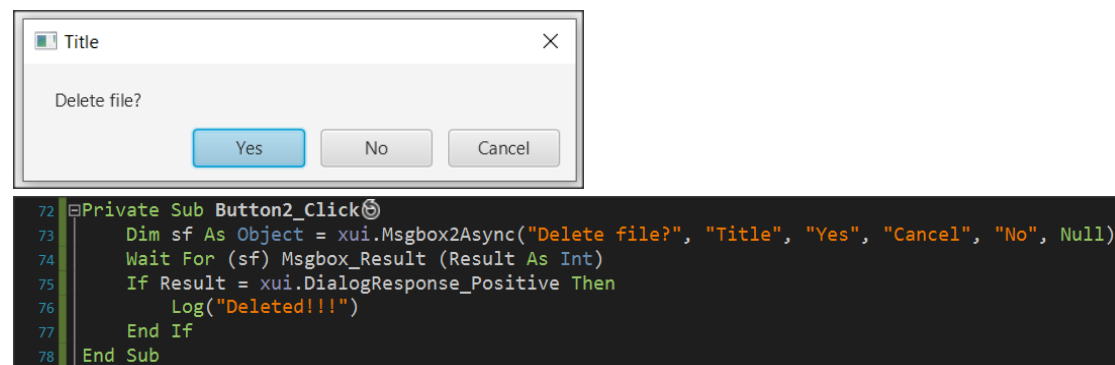 Title
Delete file?
Yes No Cancel
72 Private Sub Button2_Click
73 Dim sf As Object = xui.Msgbox2Async("Delete file?", "Title", "Yes", "Cancel", "No", Null)
74 Wait For (sf) Msgbox_Result (Result As Int)
75 If Result = xui.DialogResponse_Positive Then
76 Log("Deleted!!!")
77 End If
78 End Sub